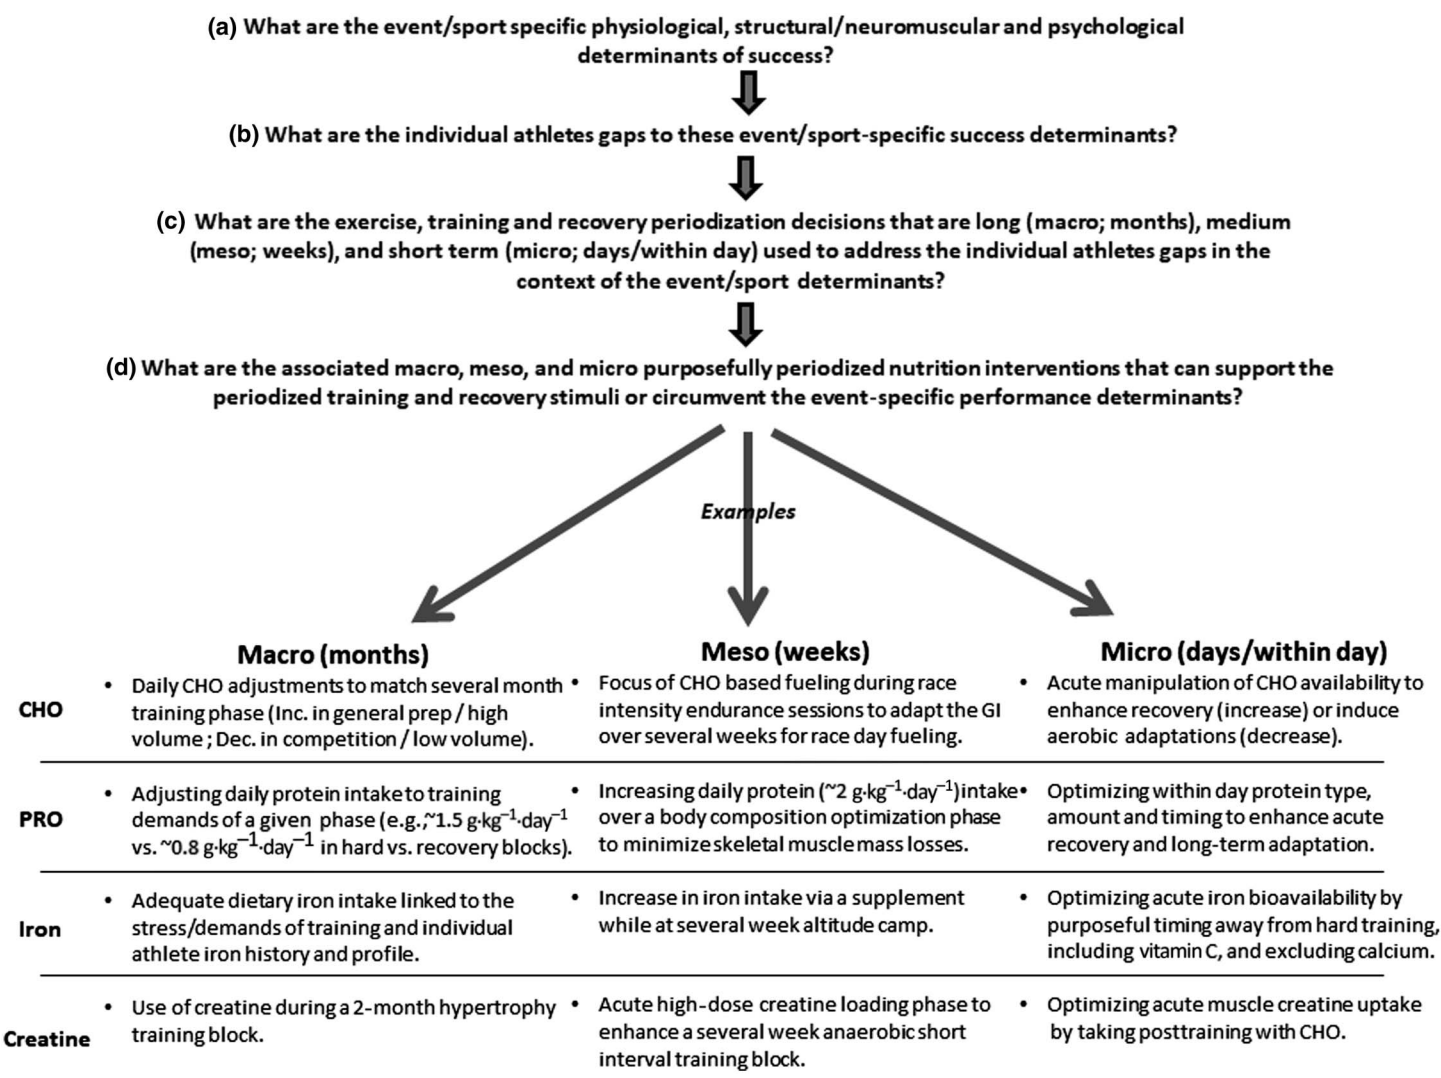 (a) What are the event/sport specific physiological, structural/neuromuscular and psychological
determinants of success?
(b) What are the individual athletes gaps to these event/sport-specific success determinants?
(c) What are the exercise, training and recovery periodization decisions that are long (macro; months), medium
(meso; weeks), and short term (micro; days/within day) used to address the individual athletes gaps in the
context of the event/sport determinants?
(d) What are the associated macro, meso, and micro purposefully periodized nutrition interventions that can support the
periodized training and recovery stimuli or circumvent the event-specific performance determinants?
Examples
Macro (months)
Meso (weeks)
Micro (days/within day)
CHO
• Daily CHO adjustments to match several month
training phase (Inc. in general prep / high
volume ; Dec. in competition / low volume).
• Focus of CHO based fueling during race
intensity endurance sessions to adapt the GI
over several weeks for race day fueling.
• Acute manipulation of CHO availability to
enhance recovery (increase) or induce
aerobic adaptations (decrease).
PRO
• Adjusting daily protein intake to training
demands of a given phase (e.g.,~1.5 g·kg⁻¹·day⁻¹
vs. ~0.8 g·kg⁻¹·day⁻¹ in hard vs. recovery blocks).
• Increasing daily protein (~2 g·kg⁻¹·day⁻¹) intake
over a body composition optimization phase
to minimize skeletal muscle mass losses.
• Optimizing within day protein type,
amount and timing to enhance acute
recovery and long-term adaptation.
Iron
• Adequate dietary iron intake linked to the
stress/demands of training and individual
athlete iron history and profile.
• Increase in iron intake via a supplement
while at several week altitude camp.
• Optimizing acute iron bioavailability by
purposeful timing away from hard training,
including vitamin C, and excluding calcium.
Creatine
• Use of creatine during a 2-month hypertrophy
training block.
• Acute high-dose creatine loading phase to
enhance a several week anaerobic short
interval training block.
• Optimizing acute muscle creatine uptake
by taking posttraining with CHO.